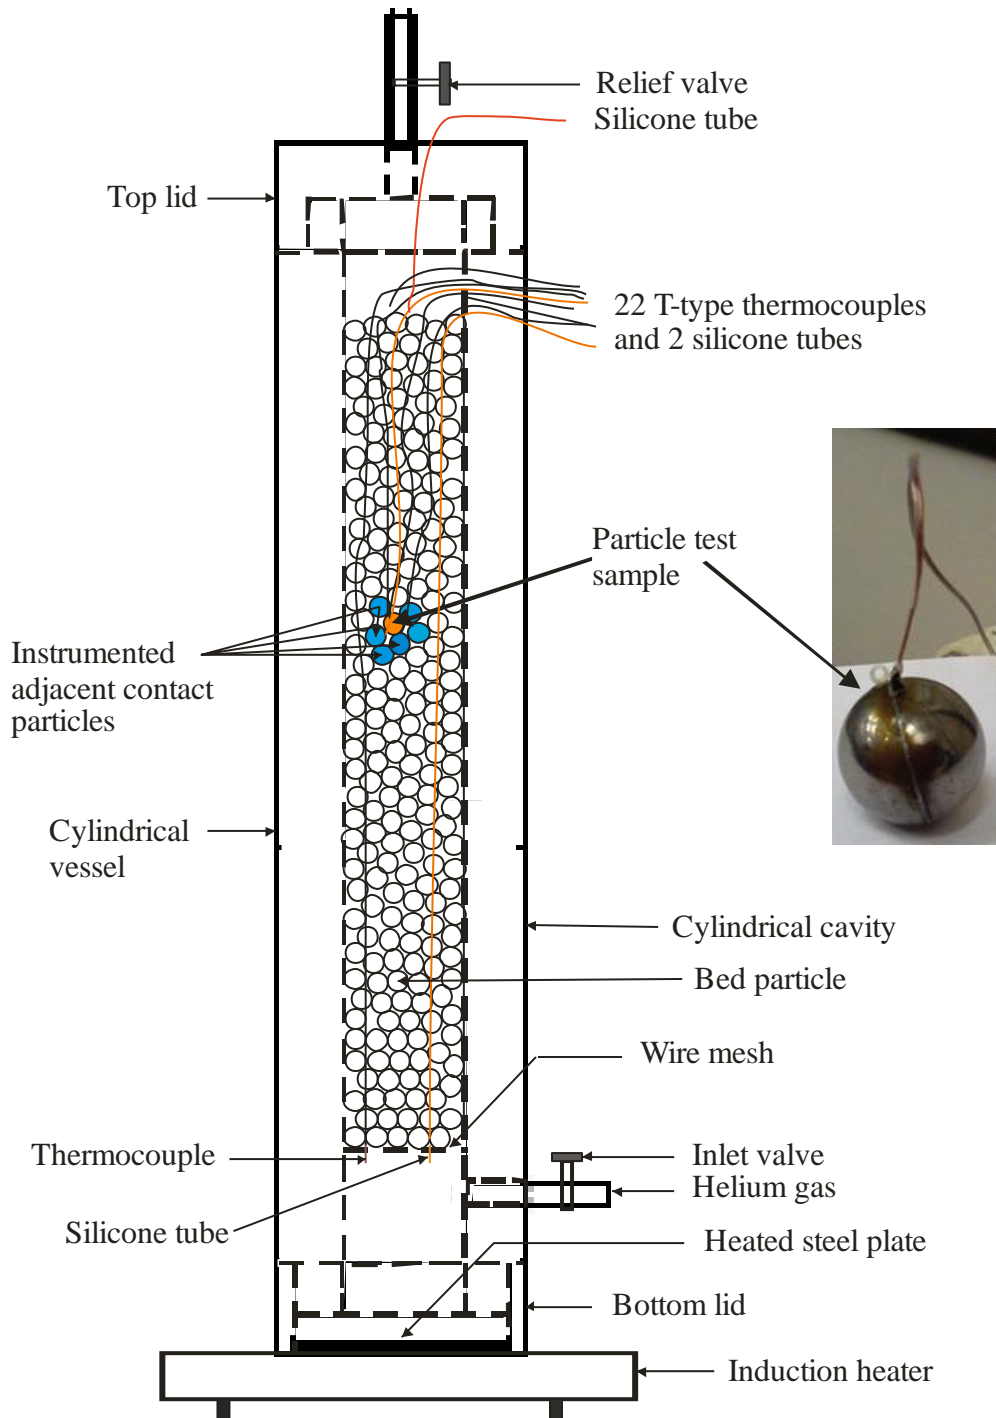 Relief valve
Silicone tube
Top lid
22 T-type thermocouples
and 2 silicone tubes
Particle test
sample
Instrumented
adjacent contact
particles
Cylindrical
vessel
Cylindrical cavity
Bed particle
Wire mesh
Thermocouple
Inlet valve
Helium gas
Silicone tube
Heated steel plate
Bottom lid
Induction heater